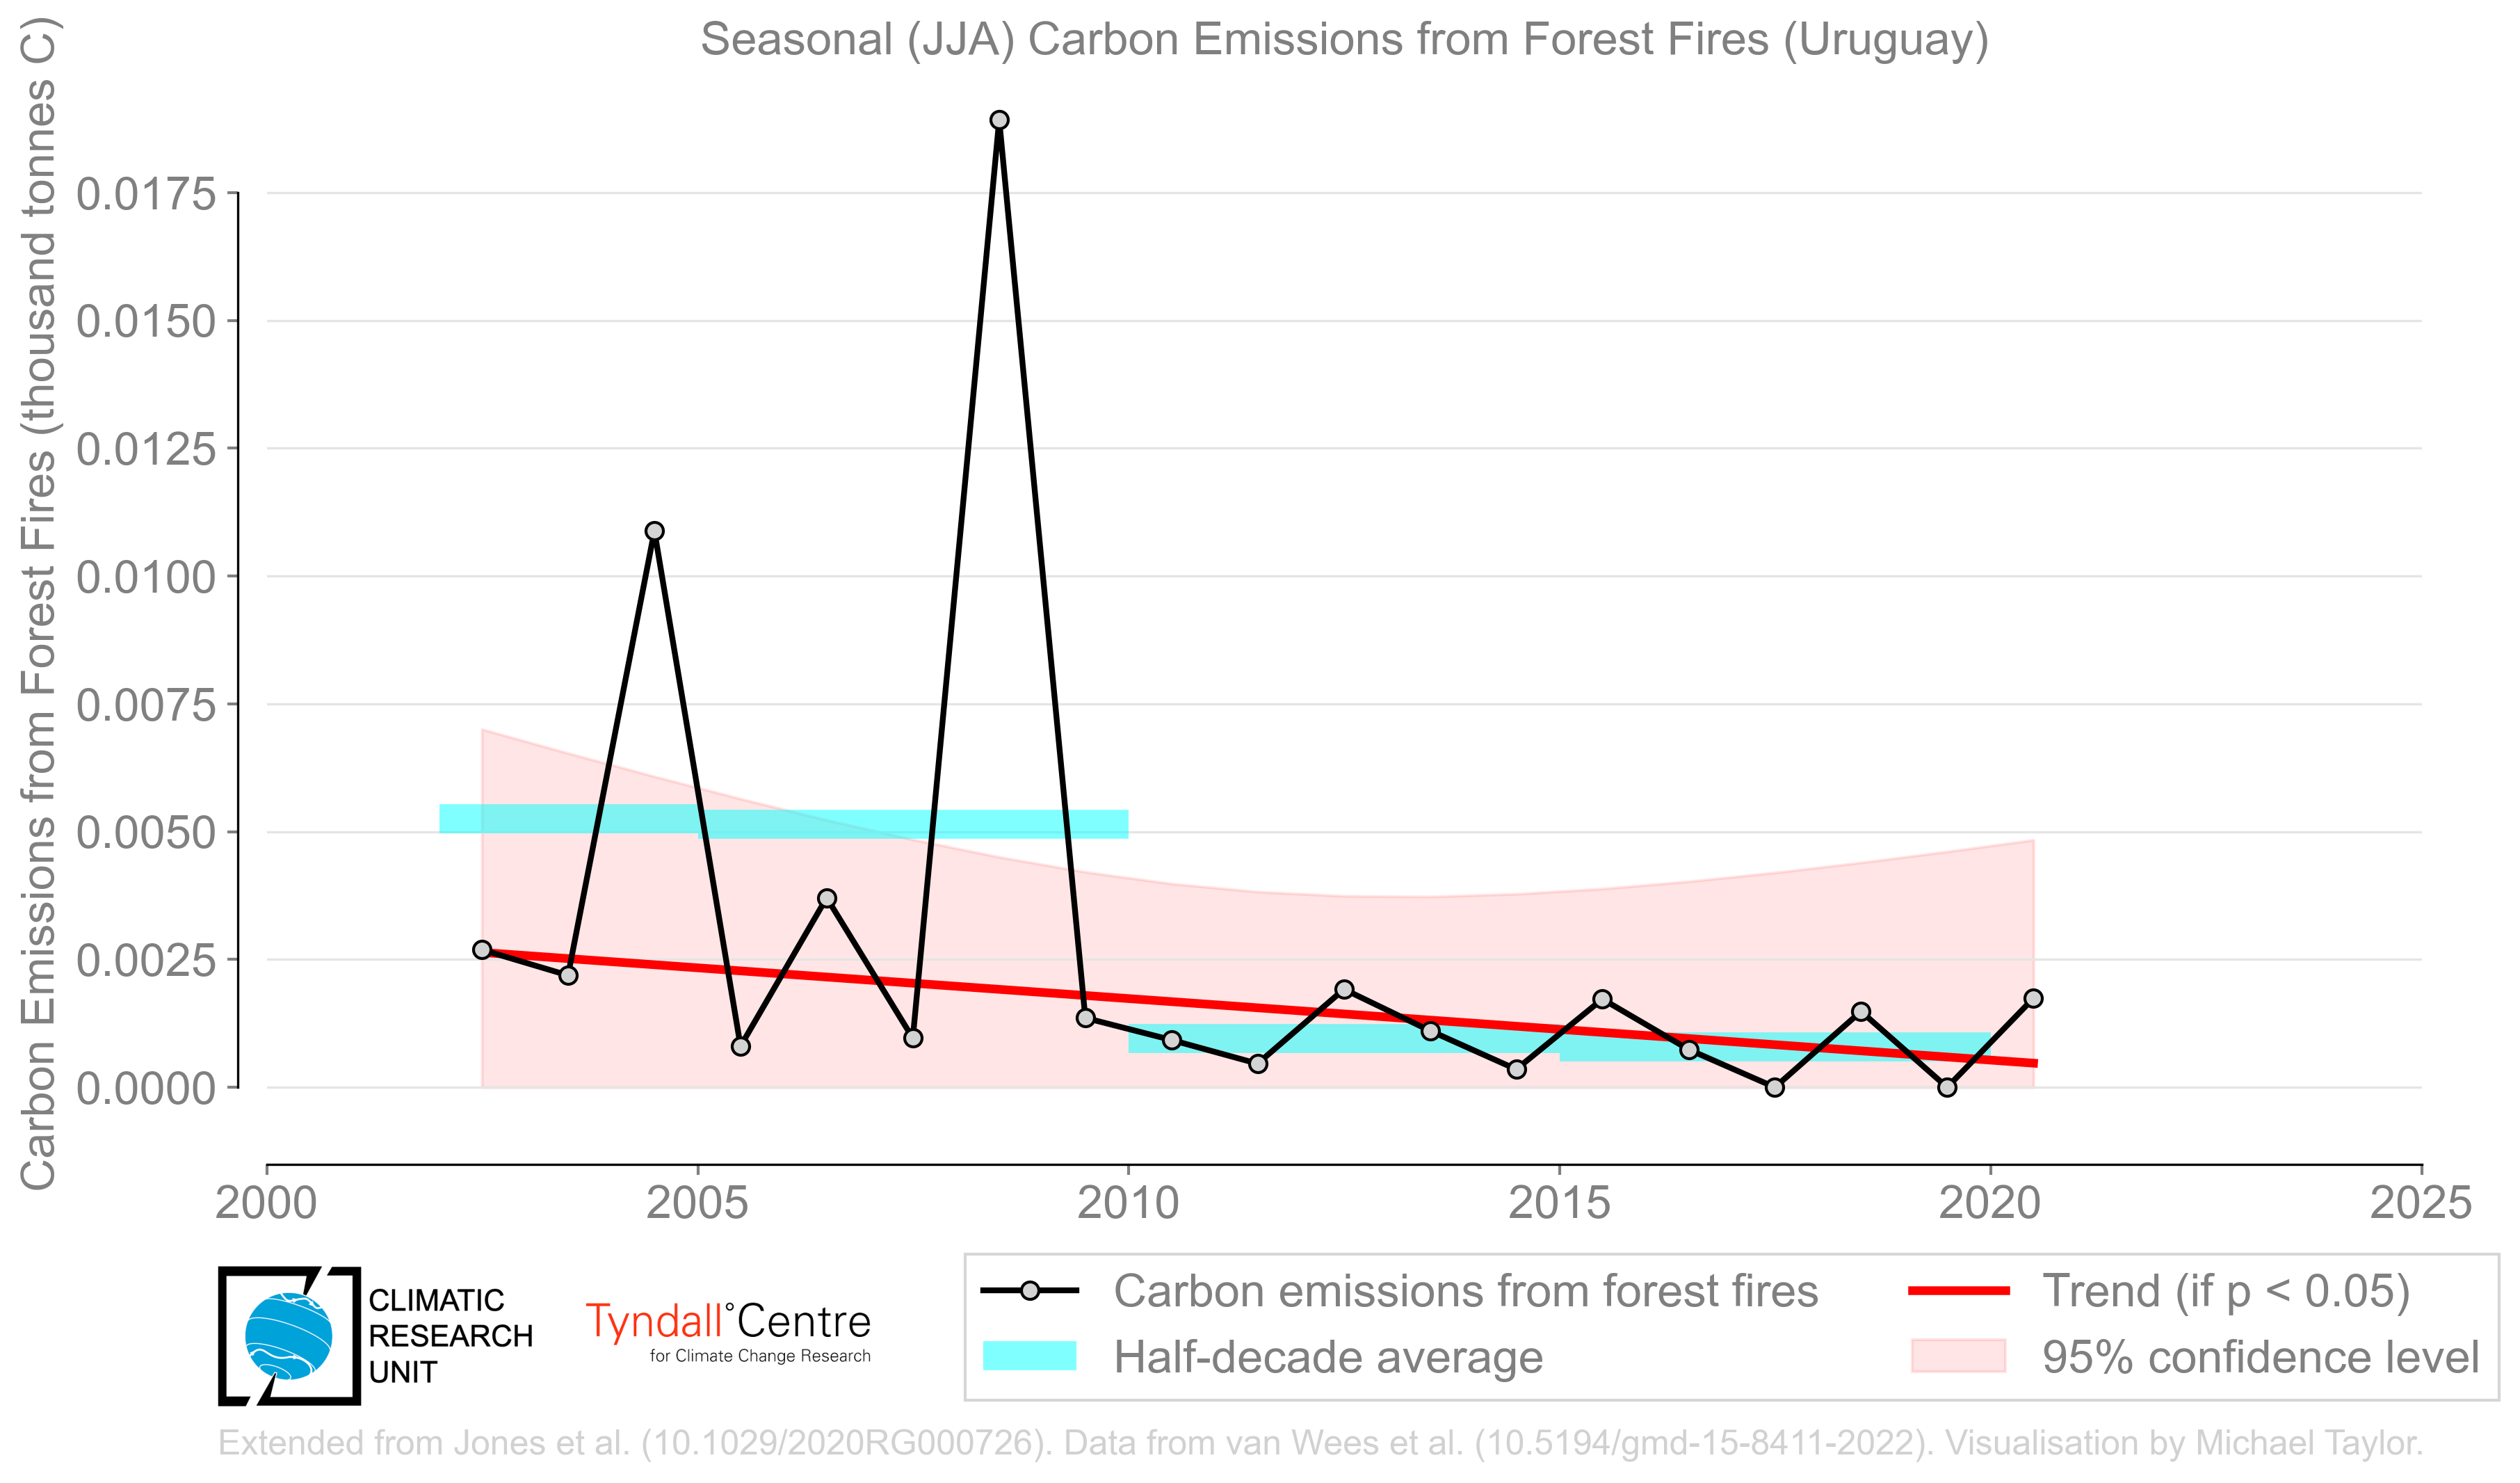 Seasonal (JJA) Carbon Emissions from Forest Fires (Uruguay)
Carbon Emissions from Forest Fires (thousand tonnes C)
0.0175
0.0150
0.0125
0.0100
0.0075
0.0050
0.0025
0.0000
2000
2005
2010
2015
2020
2025
CLIMATIC
RESEARCH
UNIT
Tyndall°Centre
for Climate Change Research
Carbon emissions from forest fires
Half-decade average
Trend (if p < 0.05)
95% confidence level
Extended from Jones et al. (10.1029/2020RG000726). Data from van Wees et al. (10.5194/gmd-15-8411-2022). Visualisation by Michael Taylor.